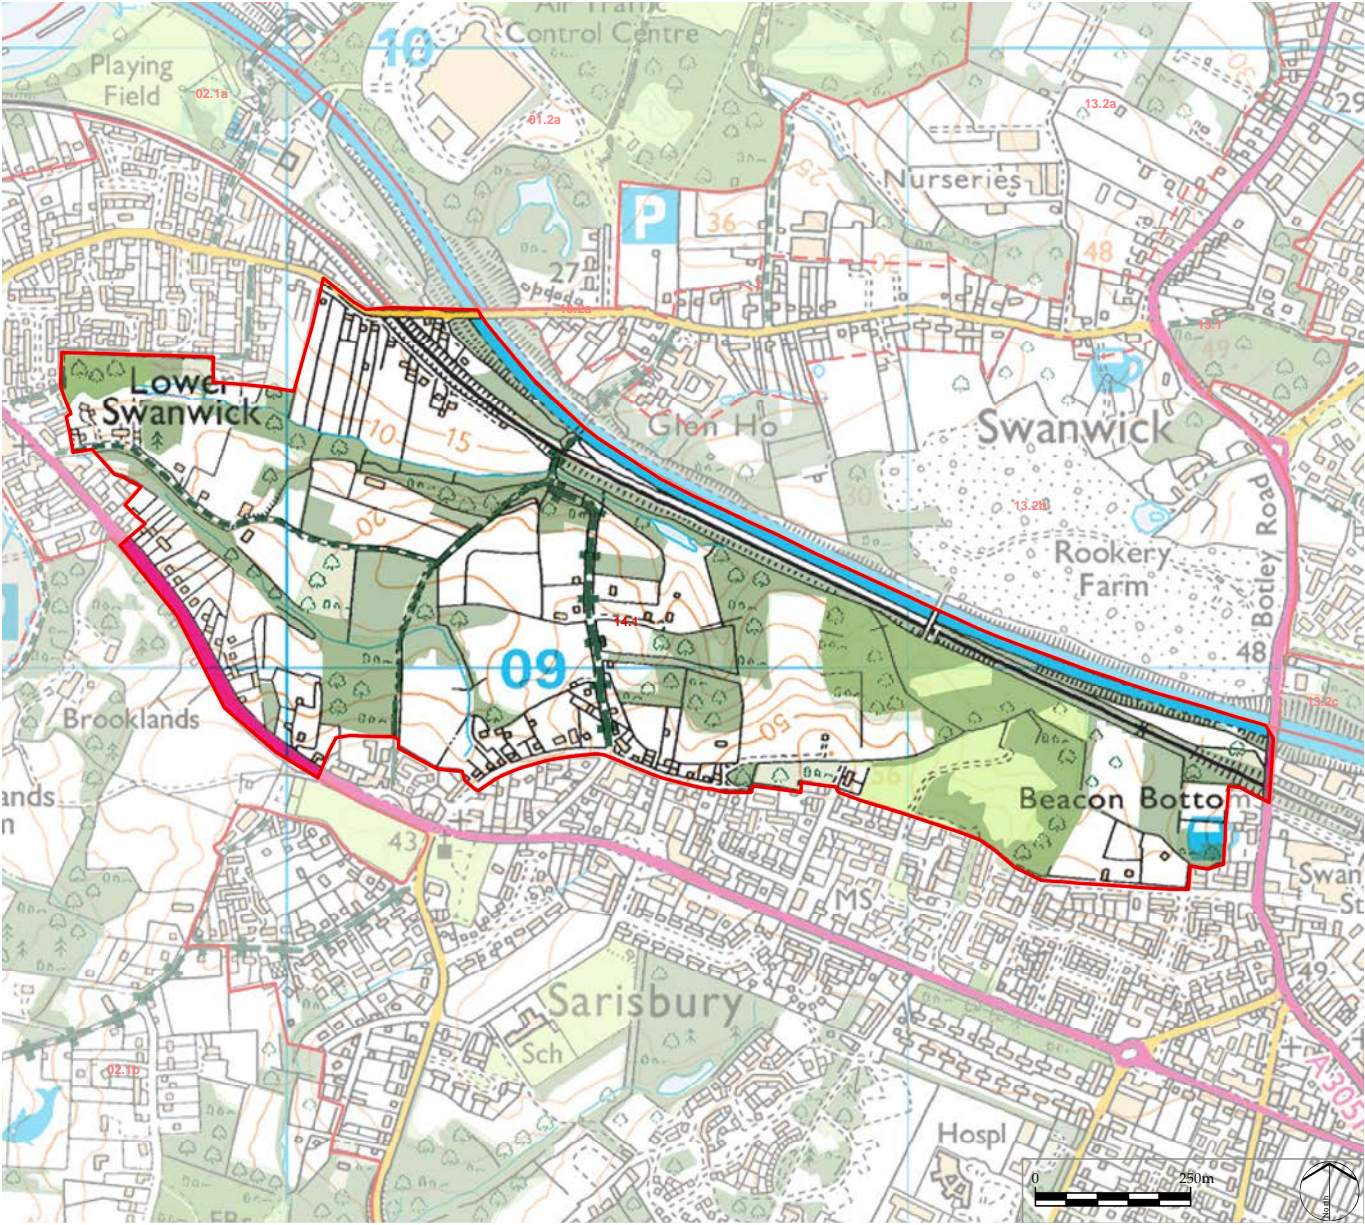 Air Traffic
Control Centre
10
Playing
Field
02.1a
01.2a
13.2a
30
29
Nurseries
25
36
P
48
27
13.1
49
Lower
Swanwick
10
15
20
Glen Ho
Swanwick
30
13.2b
Rookery
Farm
Botley Road
48
14.1
09
50
56
13.2c
Brooklands
Beacon Bottom
43
MS
Swan
49
Sarisbury
Sch
02.1b
A3051
Hospl
0
250m
North